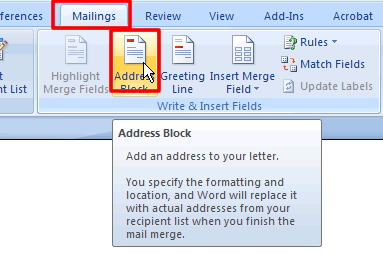 ferences Mailings Review View Add-Ins Acrobat
t
nt List
Highlight
Merge Fields
Address
Block
Greeting
Line
Insert Merge
Field
Rules
Match Fields
Update Labels
Write & Insert Fields
Address Block
Add an address to your letter.
You specify the formatting and
location, and Word will replace it
with actual addresses from your
recipient list when you finish the
mail merge.